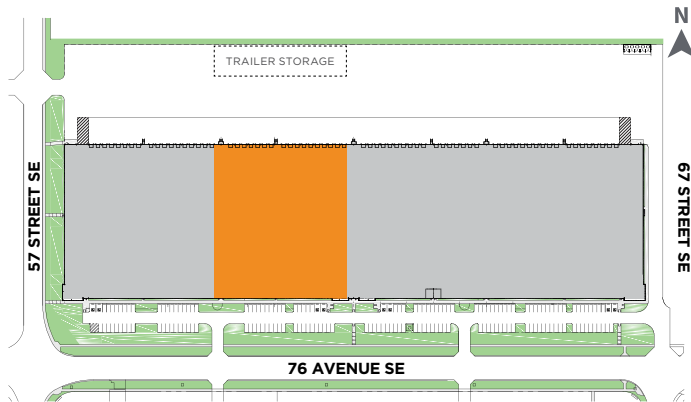 N
TRAILER STORAGE
57 STREET SE
67 STREET SE
76 AVENUE SE